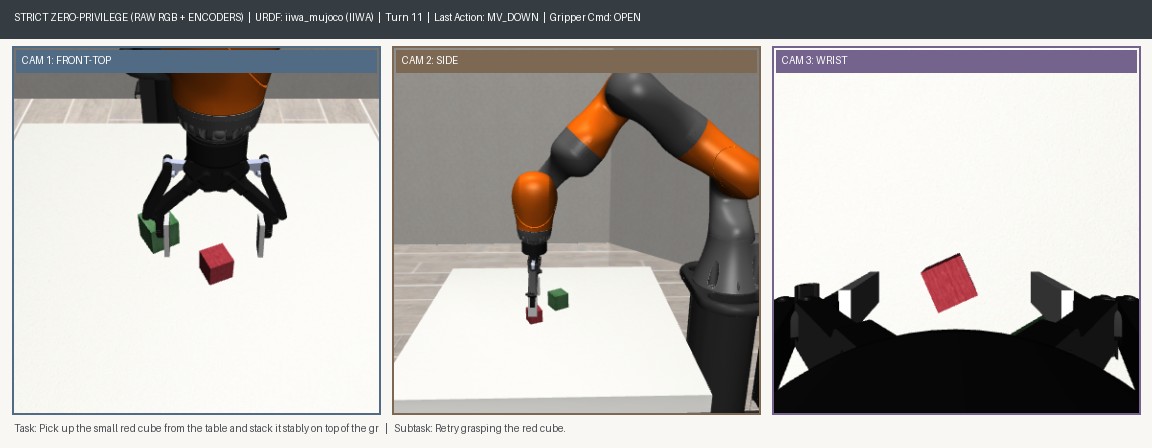 STRICT ZERO-PRIVILEGE (RAW RGB + ENCODERS) | URDF: iiwa_mujoco (IIWA) | Turn 11 | Last Action: MV_DOWN | Gripper Cmd: OPEN
CAM 1: FRONT-TOP
CAM 2: SIDE
CAM 3: WRIST
Task: Pick up the small red cube from the table and stack it stably on top of the gr | Subtask: Retry grasping the red cube.